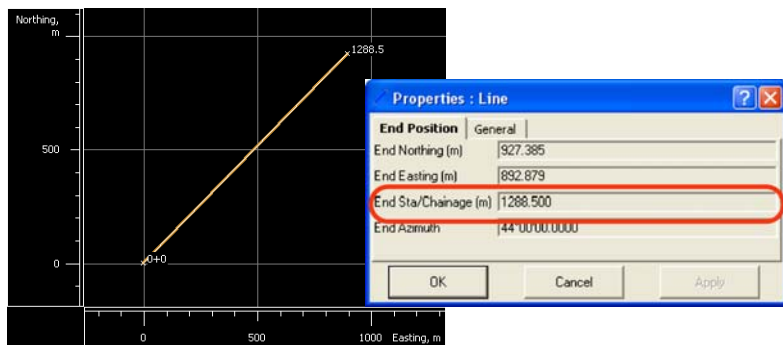 Northing,
m
1288.5
500
0
0+0
0
500
1000
Easting, m
Properties : Line
End Position
General
End Northing (m)
927.385
End Easting (m)
892.879
End Sta/Chainage (m)
1288.500
End Azimuth
44°00'00.0000
OK
Cancel
Apply